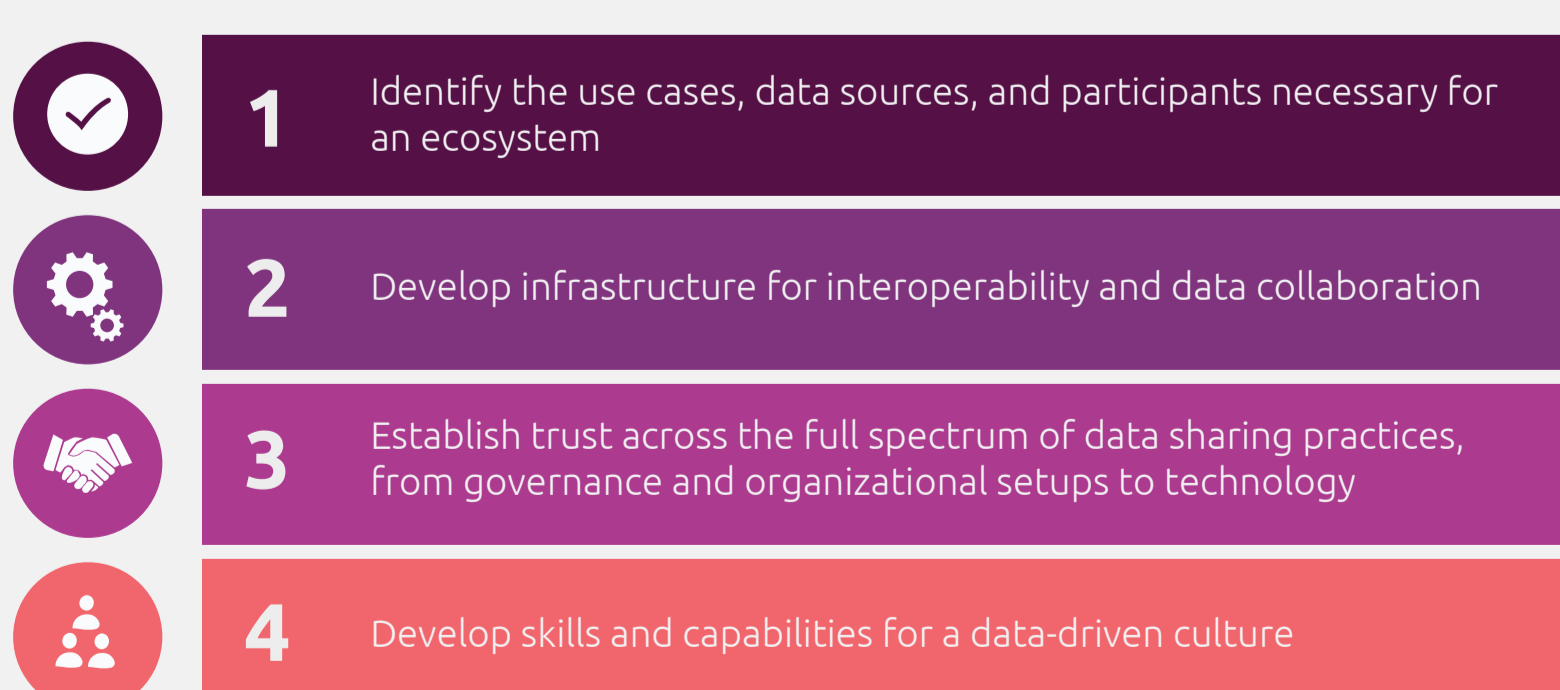 1
Identify the use cases, data sources, and participants necessary for
an ecosystem
2
Develop infrastructure for interoperability and data collaboration
3
Establish trust across the full spectrum of data sharing practices,
from governance and organizational setups to technology
4
Develop skills and capabilities for a data-driven culture